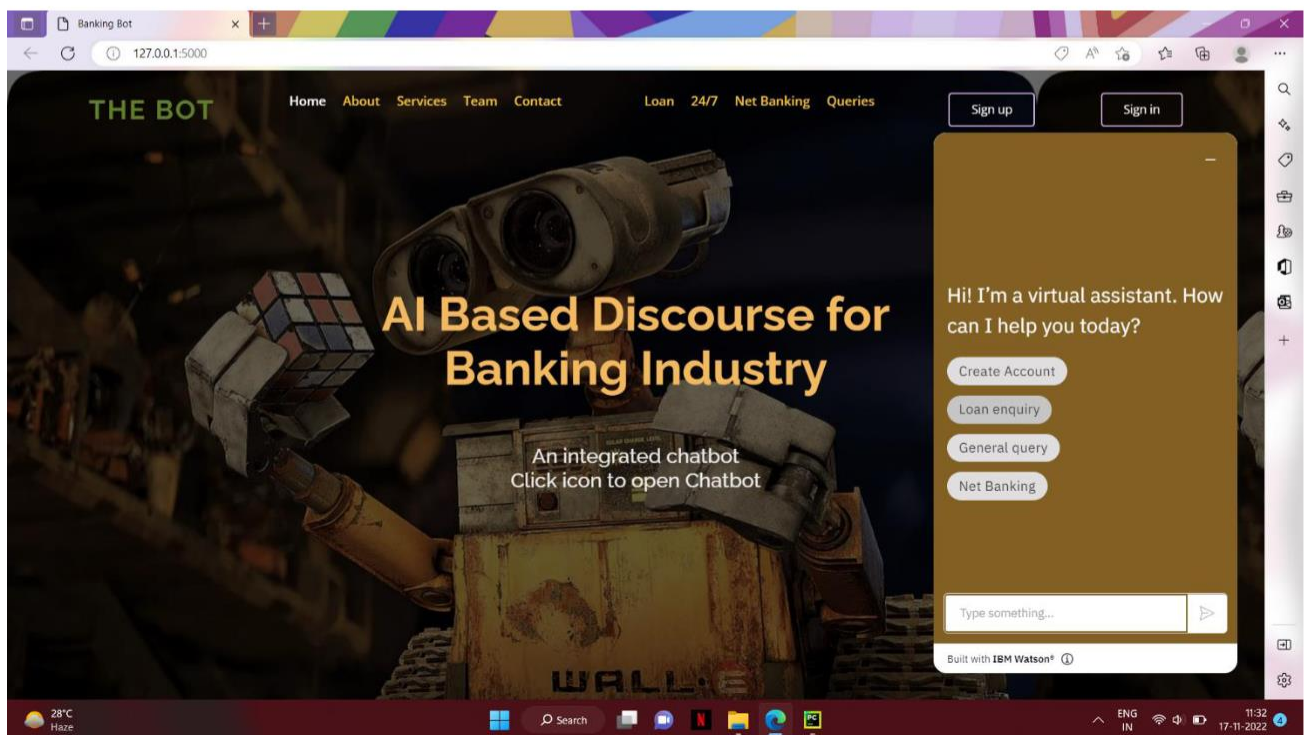 Banking Bot
127.0.0.1:5000
THE BOT
Home About Services Team Contact Loan 24/7 Net Banking Queries Sign up Sign in
AI Based Discourse for
Banking Industry
An integrated chatbot
Click icon to open Chatbot
WALL·E
Hi! I'm a virtual assistant. How
can I help you today?
Create Account
Loan enquiry
General query
Net Banking
Type something...
Built with IBM Watson®
28°C
Haze
Search
ENG
IN
11:32
17-11-2022
4